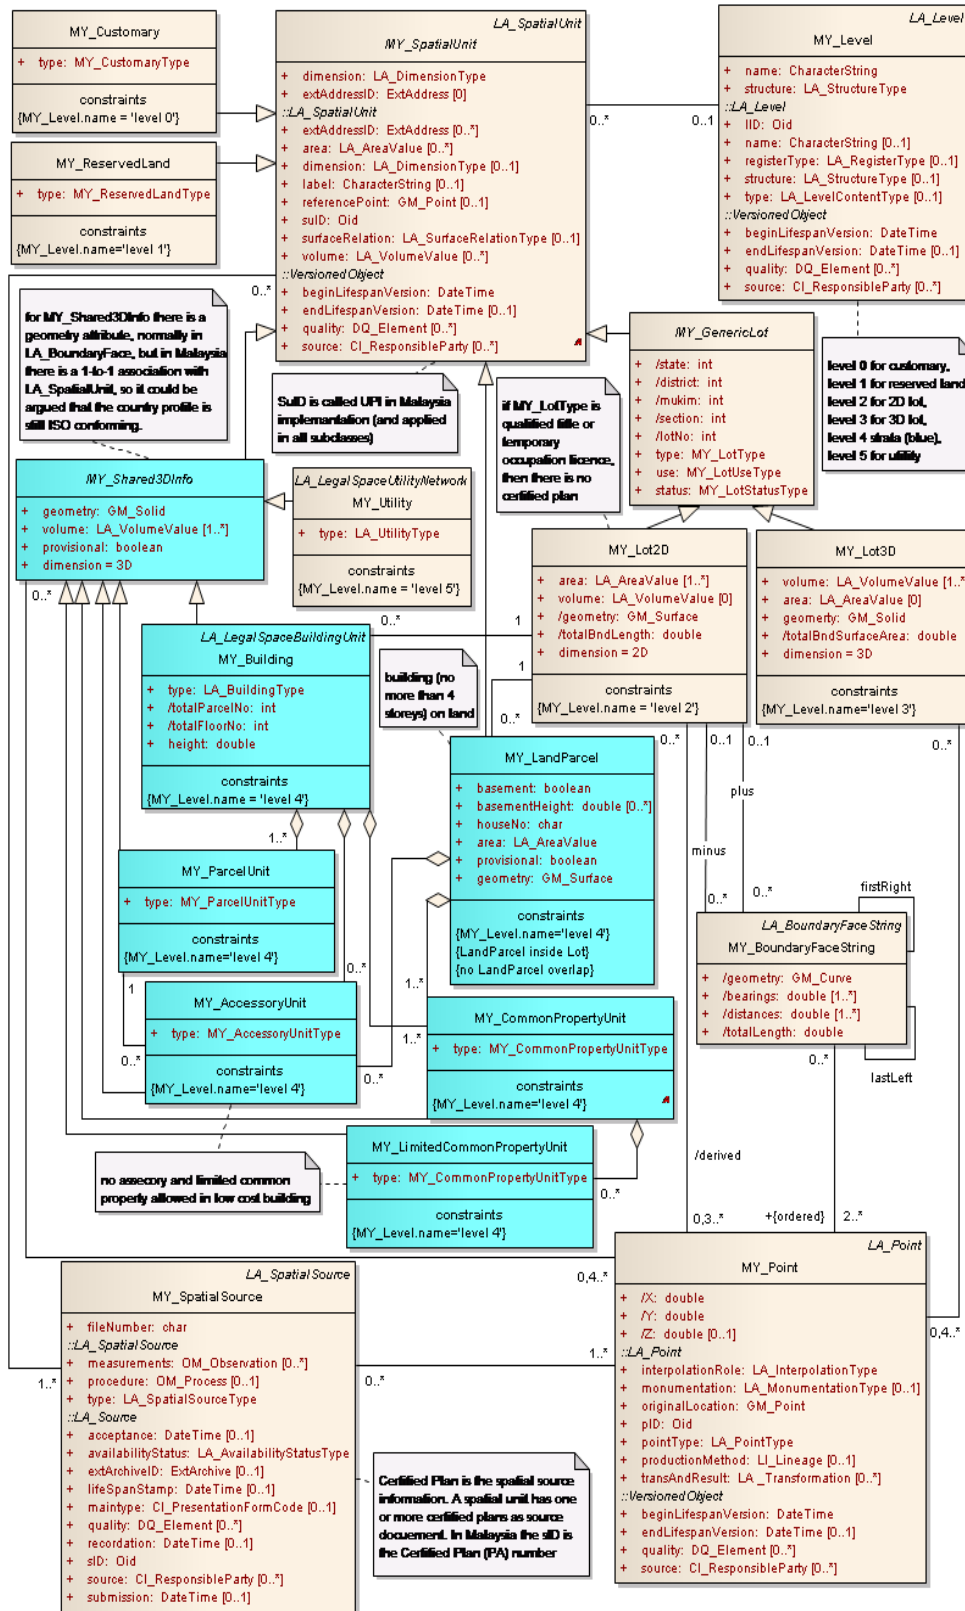 MY_Customary
+ type: MY_CustomaryType
constraints
{MY_Level.name = 'level 0'}
MY_ReservedLand
+ type: MY_ReservedLandType
constraints
{MY_Level.name='level 1'}
LA_SpatialUnit
MY_SpatialUnit
+ dimension: LA_DimensionType
+ extAddressID: ExtAddress [0]
::LA_SpatialUnit
+ extAddressID: ExtAddress [0..*]
+ area: LA_AreaValue [0..*]
+ dimension: LA_DimensionType [0..1]
+ label: CharacterString [0..1]
+ referencePoint: GM_Point [0..1]
+ suID: Oid
+ surfaceRelation: LA_SurfaceRelationType [0..1]
+ volume: LA_VolumeValue [0..*]
::VersionedObject
+ beginLifespanVersion: DateTime
+ endLifespanVersion: DateTime [0..1]
+ quality: DQ_Element [0..*]
+ source: CI_ResponsibleParty [0..*]
0..*
0..1
LA_Level
MY_Level
+ name: CharacterString
+ structure: LA_StructureType
::LA_Level
+ lID: Oid
+ name: CharacterString [0..1]
+ registerType: LA_RegisterType [0..1]
+ structure: LA_StructureType [0..1]
+ type: LA_LevelContentType [0..1]
::VersionedObject
+ beginLifespanVersion: DateTime
+ endLifespanVersion: DateTime [0..1]
+ quality: DQ_Element [0..*]
+ source: CI_ResponsibleParty [0..*]
0..*
for MY_Shared3DInfo there is a
geometry attribute, normally in
LA_BoundaryFace, but in Malaysia
there is a 1-to-1 association with
LA_SpatialUnit, so it could be
argued that the country profile is
still ISO conforming.
SuID is called UPI in Malaysia
implemantation (and applied
in all subclasses)
if MY_LotType is
qualified title or
temporary
occupation licence,
then there is no
certified plan
MY_GenericLot
+ /state: int
+ /district: int
+ /mukim: int
+ /section: int
+ /lotNo: int
+ type: MY_LotType
+ use: MY_LotUseType
+ status: MY_LotStatusType
level 0 for customary,
level 1 for reserved land
level 2 for 2D lot,
level 3 for 3D lot,
level 4 strata (blue),
level 5 for utility
MY_Shared3DInfo
+ geometry: GM_Solid
+ volume: LA_VolumeValue [1..*]
+ provisional: boolean
+ dimension = 3D
0..*
LA_LegalSpaceUtilityNetwork
MY_Utility
+ type: LA_UtilityType
constraints
{MY_Level.name = 'level 5'}
MY_Lot2D
+ area: LA_AreaValue [1..*]
+ volume: LA_VolumeValue [0]
+ /geometry: GM_Surface
+ /totalBndLength: double
+ dimension = 2D
constraints
{MY_Level.name = 'level 2'}
MY_Lot3D
+ volume: LA_VolumeValue [1..*]
+ area: LA_AreaValue [0]
+ geomerty: GM_Solid
+ /totalBndSurfaceArea: double
+ dimension = 3D
constraints
{MY_Level.name='level 3'}
0..*
1
1
0..*
0..*
0..1
0..1
0..*
LA_LegalSpaceBuildingUnit
MY_Building
+ type: LA_BuildingType
+ /totalParcelNo: int
+ /totalFloorNo: int
+ height: double
constraints
{MY_Level.name = 'level 4'}
building (no
more than 4
storeys) on land
MY_LandParcel
+ basement: boolean
+ basementHeight: double [0..*]
+ houseNo: char
+ area: LA_AreaValue
+ provisional: boolean
+ geometry: GM_Surface
constraints
{MY_Level.name='level 4'}
{LandParcel inside Lot}
{no LandParcel overlap}
plus
minus
0..*
0..*
firstRight
1..*
MY_ParcelUnit
+ type: MY_ParcelUnitType
constraints
{MY_Level.name='level 4'}
1
0..*
0..*
MY_AccessoryUnit
+ type: MY_AccessoryUnitType
constraints
{MY_Level.name='level 4'}
0..*
1..*
1..*
MY_CommonPropertyUnit
+ type: MY_CommonPropertyUnitType
constraints
{MY_Level.name='level 4'}
LA_BoundaryFaceString
MY_BoundaryFaceString
+ /geometry: GM_Curve
+ /bearings: double [1..*]
+ /distances: double [1..*]
+ /totalLength: double
0..*
lastLeft
no assecory and limited common
property allowed in low cost building
MY_LimitedCommonPropertyUnit
+ type: MY_CommonPropertyUnitType
constraints
{MY_Level.name='level 4'}
0..*
/derived
0,3..*
+{ordered}
2..*
0,4..*
0,4..*
LA_SpatialSource
MY_SpatialSource
+ fileNumber: char
::LA_SpatialSource
+ measurements: OM_Observation [0..*]
+ procedure: OM_Process [0..1]
+ type: LA_SpatialSourceType
::LA_Source
+ acceptance: DateTime [0..1]
+ availabilityStatus: LA_AvailabilityStatusType
+ extArchiveID: ExtArchive [0..1]
+ lifeSpanStamp: DateTime [0..1]
+ maintype: CI_PresentationFormCode [0..1]
+ quality: DQ_Element [0..*]
+ recordation: DateTime [0..1]
+ sID: Oid
+ source: CI_ResponsibleParty [0..*]
+ submission: DateTime [0..1]
1..*
0..*
1..*
Certified Plan is the spatial source
information. A spatial unit has one
or more certified plans as source
docuement. In Malaysia the sID is
the Certified Plan (PA) number
LA_Point
MY_Point
+ /X: double
+ /Y: double
+ /Z: double [0..1]
::LA_Point
+ interpolationRole: LA_InterpolationType
+ monumentation: LA_MonumentationType [0..1]
+ originalLocation: GM_Point
+ pID: Oid
+ pointType: LA_PointType
+ productionMethod: LI_Lineage [0..1]
+ transAndResult: LA_Transformation [0..*]
::VersionedObject
+ beginLifespanVersion: DateTime
+ endLifespanVersion: DateTime [0..1]
+ quality: DQ_Element [0..*]
+ source: CI_ResponsibleParty [0..*]